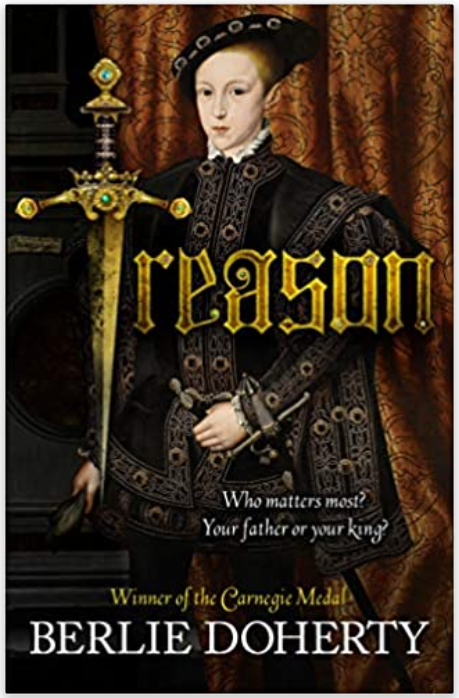 Treason
Who matters most?
Your father or your king?
Winner of the Carnegie Medal
BERLIE DOHERTY